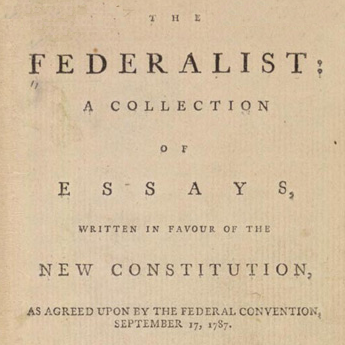 THE
FEDERALIST:
A COLLECTION
OF
ESSAYS,
WRITTEN IN FAVOUR OF THE
NEW CONSTITUTION,
AS AGREED UPON BY THE FEDERAL CONVENTION,
SEPTEMBER 17, 1787.